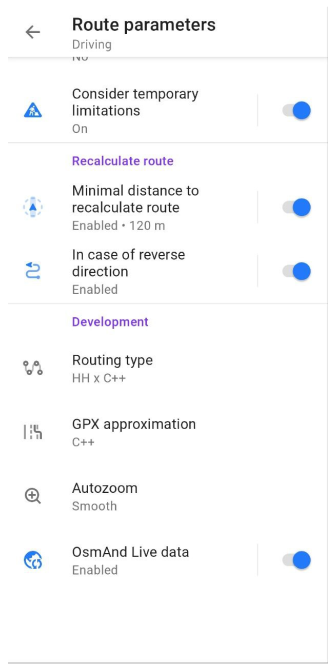 Route parameters
Driving
No
Consider temporary
limitations
On
Recalculate route
Minimal distance to
recalculate route
Enabled • 120 m
In case of reverse
direction
Enabled
Development
Routing type
HH x C++
GPX approximation
C++
Autozoom
Smooth
OsmAnd Live data
Enabled